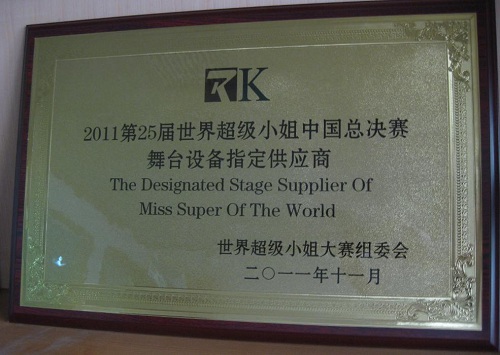 RK
2011第25届世界超级小姐中国总决赛
舞台设备指定供应商
The Designated Stage Supplier Of
Miss Super Of The World
世界超级小姐大赛组委会
二〇一一年十一月